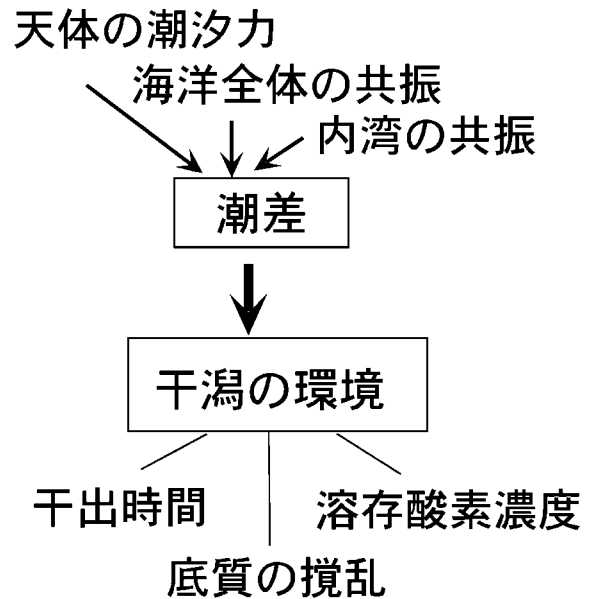 天体の潮汐力
海洋全体の共振
内湾の共振
潮差
干潟の環境
干出時間
溶存酸素濃度
底質の撹乱